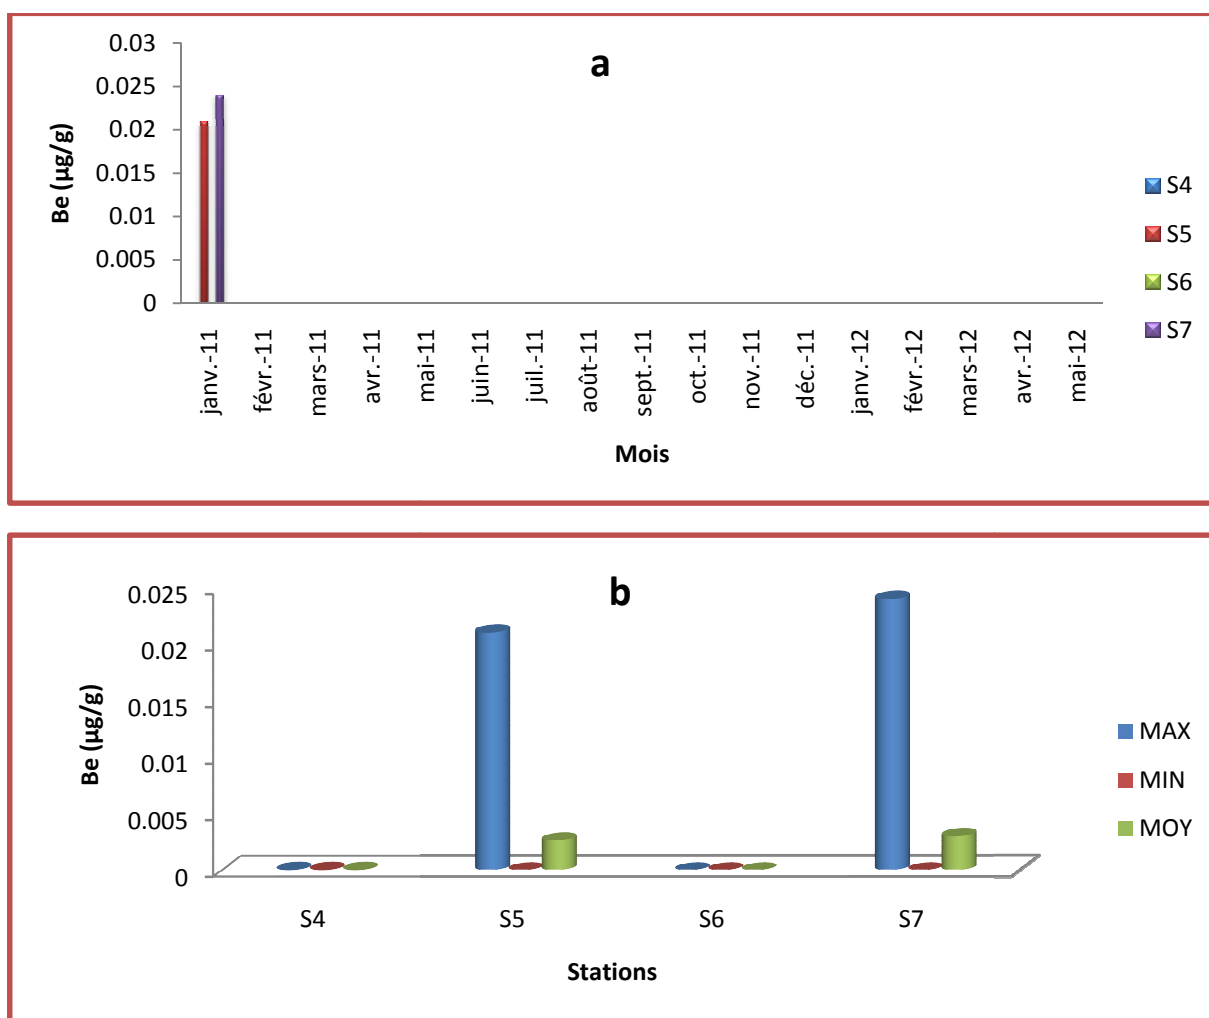 a
0.03
0.025
0.02
0.015
0.01
0.005
0
Be (µg/g)
janv.-11
févr.-11
mars-11
avr.-11
mai-11
juin-11
juil.-11
août-11
sept.-11
oct.-11
nov.-11
déc.-11
janv.-12
févr.-12
mars-12
avr.-12
mai-12
Mois
S4
S5
S6
S7
b
0.025
0.02
0.015
0.01
0.005
0
Be (µg/g)
S4
S5
S6
S7
Stations
MAX
MIN
MOY